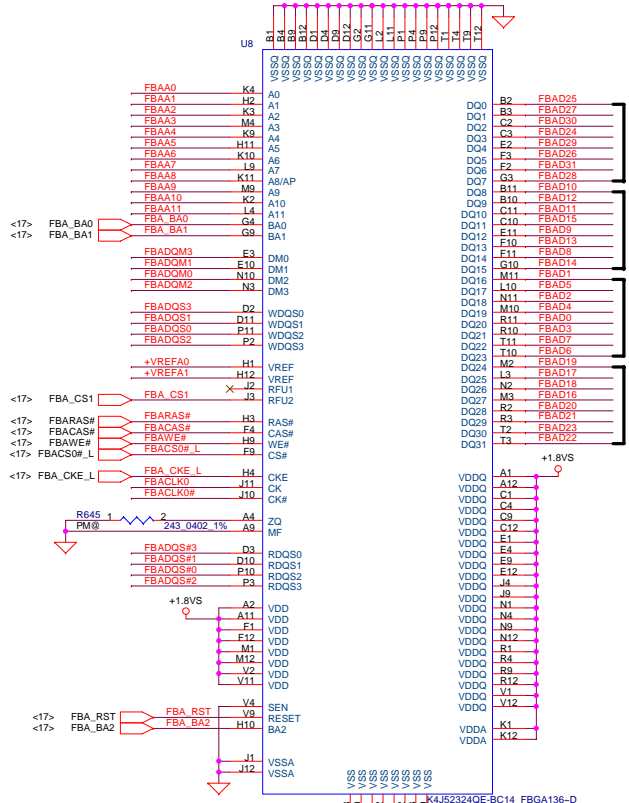 U8
B1 B4 B9 B12 D1 D4 D9 D12 G2 G11 L2 L11 P1 P4 P9 P12 T1 T4 T9 T12
VSSQ VSSQ VSSQ VSSQ VSSQ VSSQ VSSQ VSSQ VSSQ VSSQ VSSQ VSSQ VSSQ VSSQ VSSQ VSSQ VSSQ VSSQ VSSQ VSSQ
FBAA0 K4 A0
FBAA1 H2 A1
FBAA2 K3 A2
FBAA3 M4 A3
FBAA4 K9 A4
FBAA5 H11 A5
FBAA6 K10 A6
FBAA7 L9 A7
FBAA8 K11 A8/AP
FBAA9 M9 A9
FBAA10 K2 A10
FBAA11 L4 A11
<17> FBA_BA0 FBA_BA0 G4 BA0
<17> FBA_BA1 FBA_BA1 G9 BA1
FBADQM3 E3 DM0
FBADQM1 E10 DM1
FBADQM0 N10 DM2
FBADQM2 N3 DM3
FBADQS3 D2 WDQS0
FBADQS1 D11 WDQS1
FBADQS0 P11 WDQS2
FBADQS2 P2 WDQS3
+VREFA0 H1 VREF
+VREFA1 H12 VREF
J2 RFU1
<17> FBA_CS1 FBA_CS1 J3 RFU2
<17> FBARAS# FBARAS# H3 RAS#
<17> FBACAS# FBACAS# F4 CAS#
<17> FBAWE# FBAWE# H9 WE#
<17> FBACS0#_L FBACS0#_L F9 CS#
<17> FBA_CKE_L FBA_CKE_L H4 CKE
FBACLK0 J11 CK
FBACLK0# J10 CK#
R645 1 2 A4 ZQ
PM@ 243_0402_1% A9 MF
FBADQS#3 D3 RDQS0
FBADQS#1 D10 RDQS1
FBADQS#0 P10 RDQS2
FBADQS#2 P3 RDQS3
+1.8VS
A2 VDD
A11 VDD
F1 VDD
F12 VDD
M1 VDD
M12 VDD
V2 VDD
V11 VDD
V4 SEN
<17> FBA_RST FBA_RST V9 RESET
<17> FBA_BA2 FBA_BA2 H10 BA2
J1 VSSA
J12 VSSA
DQ0 B2 FBAD25
DQ1 B3 FBAD27
DQ2 C2 FBAD30
DQ3 C3 FBAD24
DQ4 E2 FBAD29
DQ5 F3 FBAD26
DQ6 F2 FBAD31
DQ7 G3 FBAD28
DQ8 B11 FBAD10
DQ9 B10 FBAD12
DQ10 C11 FBAD11
DQ11 C10 FBAD15
DQ12 E11 FBAD9
DQ13 F10 FBAD13
DQ14 F11 FBAD8
DQ15 G10 FBAD14
DQ16 M11 FBAD1
DQ17 L10 FBAD5
DQ18 N11 FBAD2
DQ19 M10 FBAD4
DQ20 R11 FBAD0
DQ21 R10 FBAD3
DQ22 T11 FBAD7
DQ23 T10 FBAD6
DQ24 M2 FBAD19
DQ25 L3 FBAD17
DQ26 N2 FBAD18
DQ27 M3 FBAD16
DQ28 R2 FBAD20
DQ29 R3 FBAD21
DQ30 T2 FBAD23
DQ31 T3 FBAD22
+1.8VS
VDDQ A1
VDDQ A12
VDDQ C1
VDDQ C4
VDDQ C9
VDDQ C12
VDDQ E1
VDDQ E4
VDDQ E9
VDDQ E12
VDDQ J4
VDDQ J9
VDDQ N1
VDDQ N4
VDDQ N9
VDDQ N12
VDDQ R1
VDDQ R4
VDDQ R9
VDDQ R12
VDDQ V1
VDDQ V12
VDDA K1
VDDA K12
VSS VSS VSS VSS VSS VSS VSS VSS
K4J52324QE-BC14 FBGA136~D